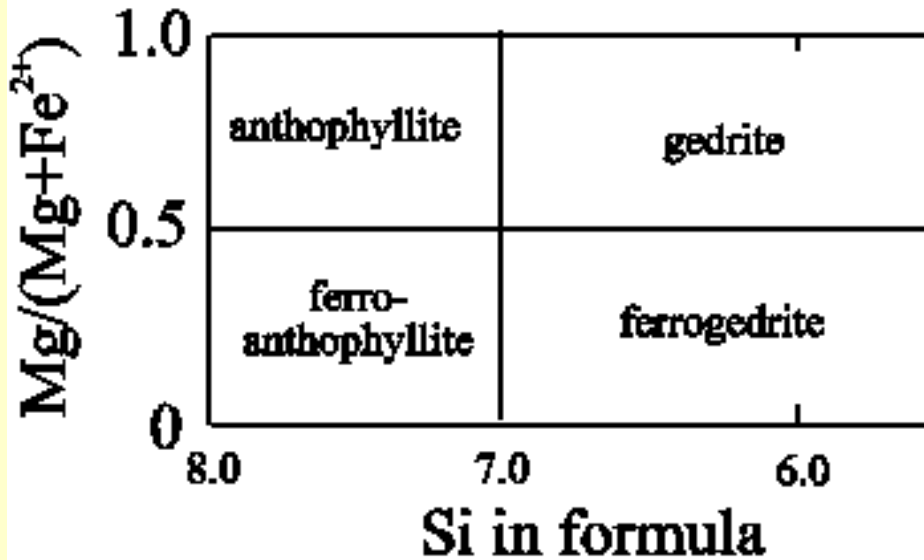 Mg/(Mg+Fe²⁺)
1.0
anthophyllite
gedrite
0.5
ferro-
anthophyllite
ferrogedrite
0
8.0
7.0
6.0
Si in formula